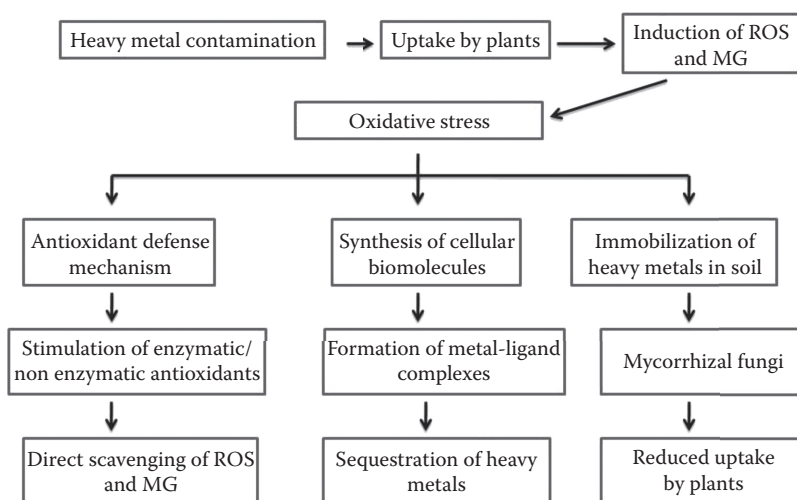 Heavy metal contamination
Uptake by plants
Induction of ROS
and MG
Oxidative stress
Antioxidant defense
mechanism
Synthesis of cellular
biomolecules
Immobilization of
heavy metals in soil
Stimulation of enzymatic/
non enzymatic antioxidants
Formation of metal-ligand
complexes
Mycorrhizal fungi
Direct scavenging of ROS
and MG
Sequestration of heavy
metals
Reduced uptake
by plants